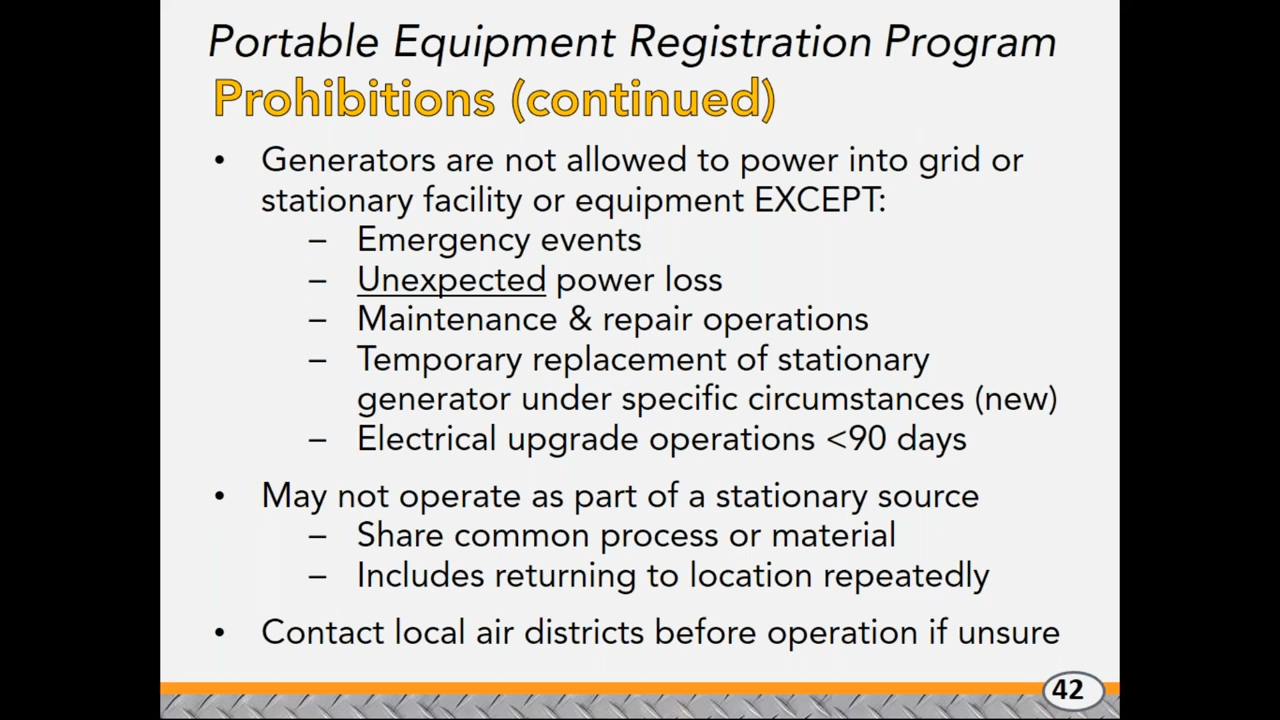 Portable Equipment Registration Program
Prohibitions (continued)
• Generators are not allowed to power into grid or
stationary facility or equipment EXCEPT:
– Emergency events
– Unexpected power loss
– Maintenance & repair operations
– Temporary replacement of stationary
generator under specific circumstances (new)
– Electrical upgrade operations <90 days
• May not operate as part of a stationary source
– Share common process or material
– Includes returning to location repeatedly
• Contact local air districts before operation if unsure
42